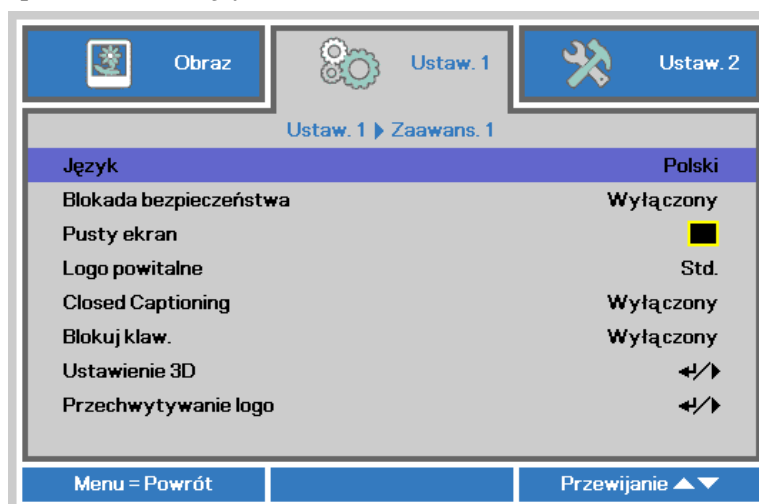 Obraz
Ustaw. 1
Ustaw. 2
Ustaw. 1 Zaawans. 1
Język Polski
Blokada bezpieczeństwa Wyłączony
Pusty ekran
Logo powitalne Std.
Closed Captioning Wyłączony
Blokuj klaw. Wyłączony
Ustawienie 3D
Przechwytywanie logo
Menu = Powrót
Przewijanie